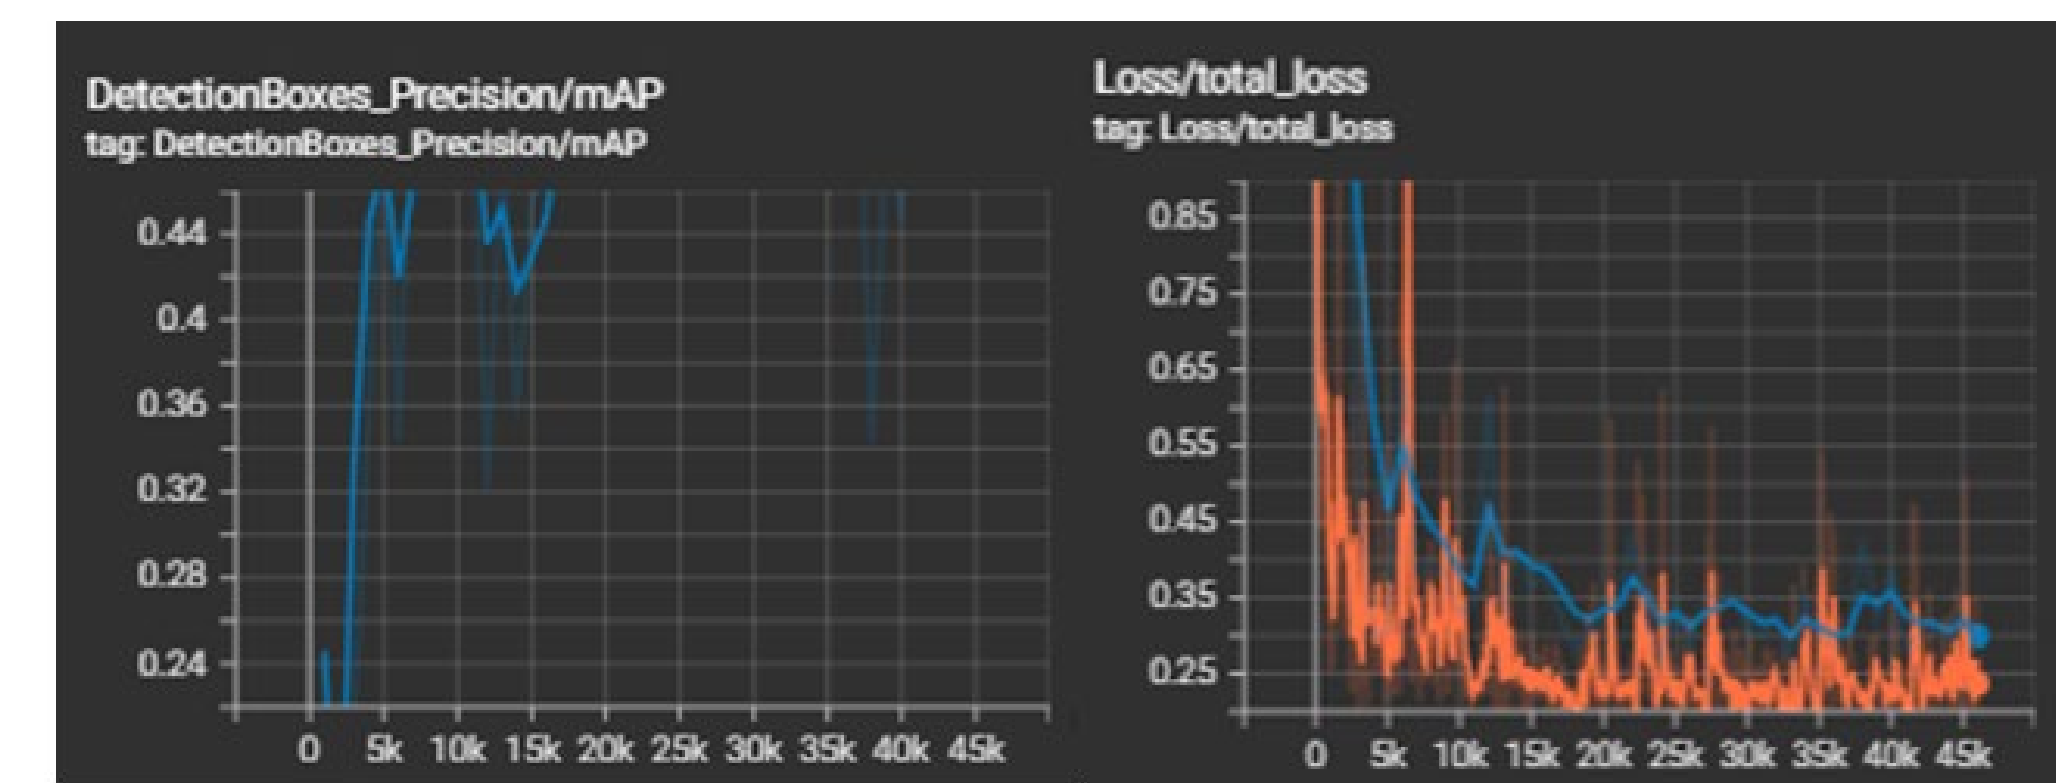 DetectionBoxes_Precision/mAP
tag: DetectionBoxes_Precision/mAP
0.44
0.4
0.36
0.32
0.28
0.24
0 5k 10k 15k 20k 25k 30k 35k 40k 45k
Loss/total_loss
tag: Loss/total_loss
0.85
0.75
0.65
0.55
0.45
0.35
0.25
0 5k 10k 15k 20k 25k 30k 35k 40k 45k